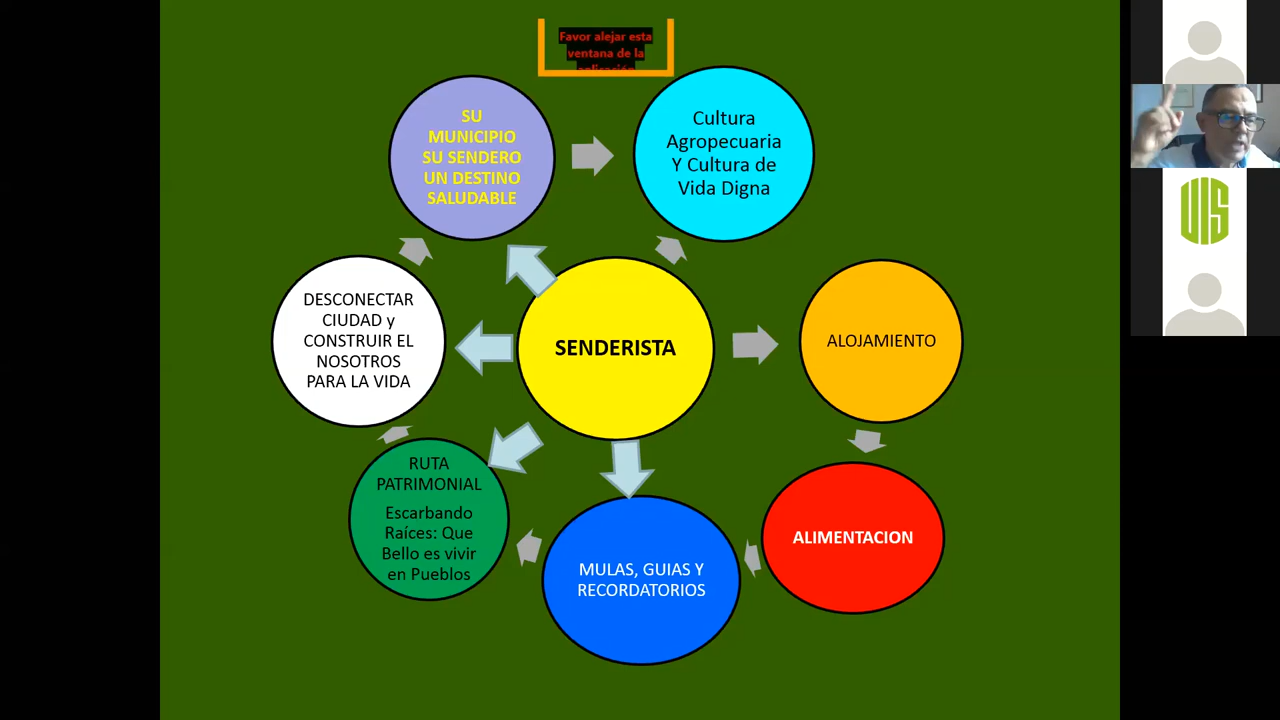 Favor alejar esta
ventana de la
aplicación
SU
MUNICIPIO
SU SENDERO
UN DESTINO
SALUDABLE
Cultura
Agropecuaria
Y Cultura de
Vida Digna
DESCONECTAR
CIUDAD y
CONSTRUIR EL
NOSOTROS
PARA LA VIDA
SENDERISTA
ALOJAMIENTO
RUTA
PATRIMONIAL
Escarbando
Raíces: Que
Bello es vivir
en Pueblos
MULAS, GUIAS Y
RECORDATORIOS
ALIMENTACION
UIS